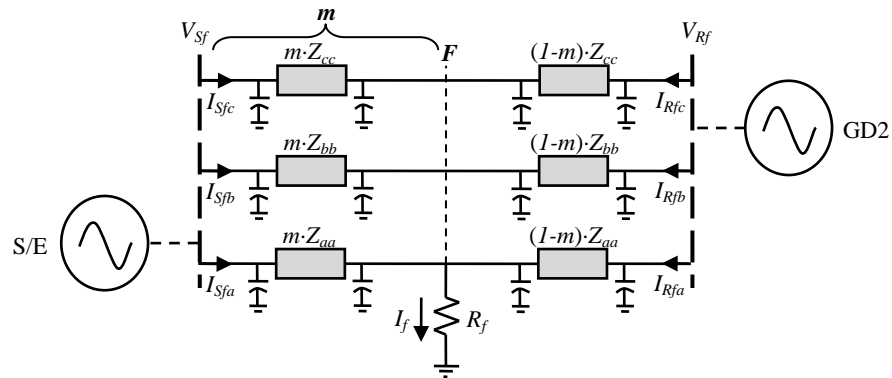 m
V_Sf F V_Rf
m·Z_cc (1-m)·Z_cc
I_Sfc I_Rfc
GD2
m·Z_bb (1-m)·Z_bb
I_Sfb I_Rfb
S/E
m·Z_aa (1-m)·Z_aa
I_Sfa I_Rfa
I_f R_f